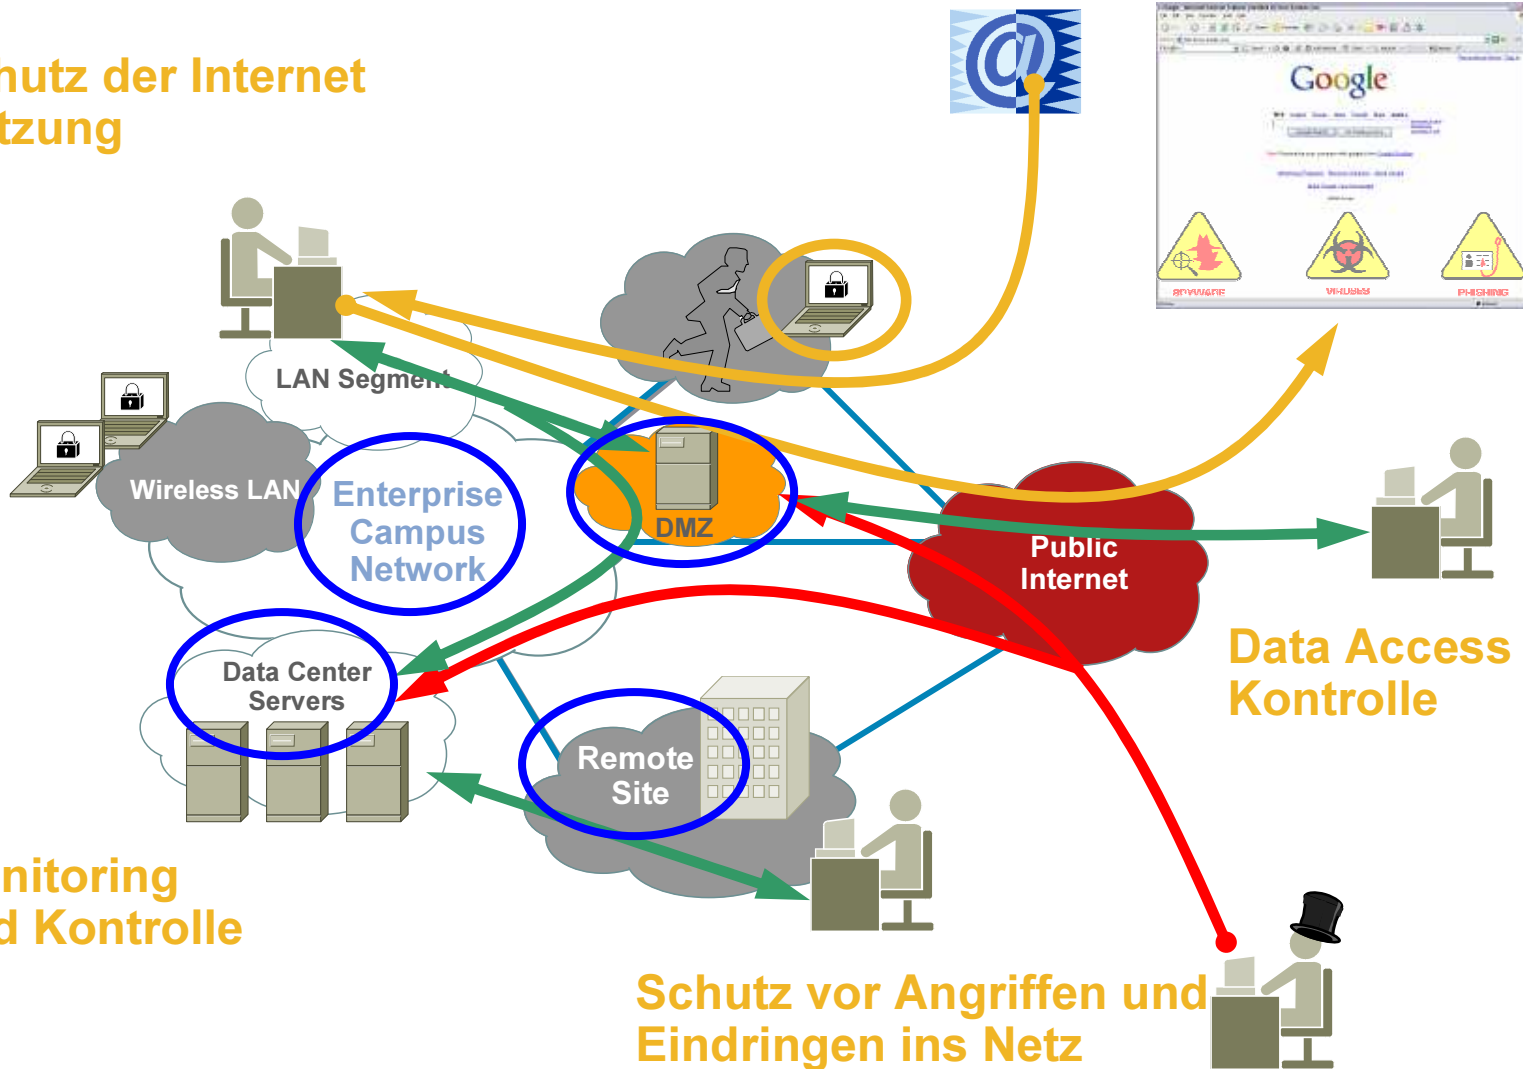 hutz der Internet
tzung
Google
SPYWARE
VIRUSES
PHISHING
LAN Segment
Wireless LAN
Enterprise
Campus
Network
DMZ
Public
Internet
Data Access
Kontrolle
Data Center
Servers
Remote
Site
nitoring
d Kontrolle
Schutz vor Angriffen und
Eindringen ins Netz